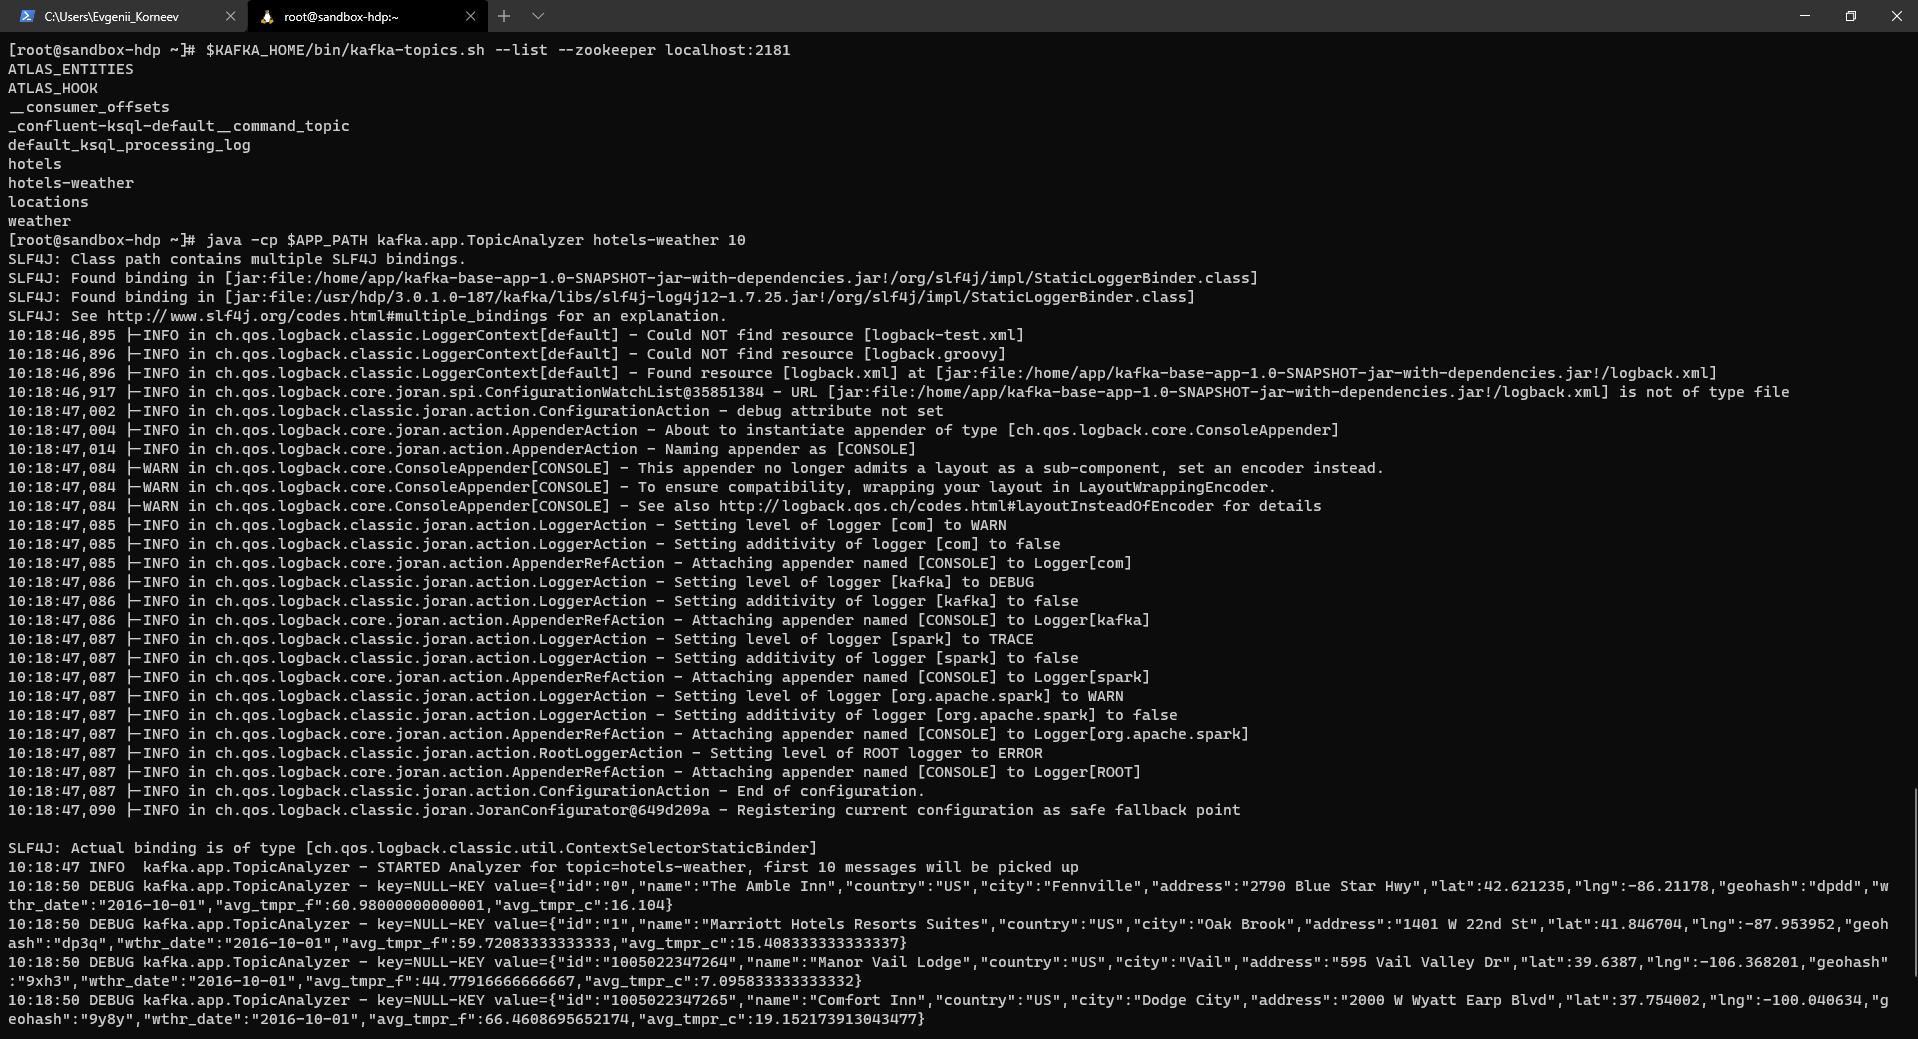 C:\Users\Evgenii_Korneev
root@sandbox-hdp:~
[root@sandbox-hdp ~]# $KAFKA_HOME/bin/kafka-topics.sh --list --zookeeper localhost:2181
ATLAS_ENTITIES
ATLAS_HOOK
__consumer_offsets
_confluent-ksql-default__command_topic
default_ksql_processing_log
hotels
hotels-weather
locations
weather
[root@sandbox-hdp ~]# java -cp $APP_PATH kafka.app.TopicAnalyzer hotels-weather 10
SLF4J: Class path contains multiple SLF4J bindings.
SLF4J: Found binding in [jar:file:/home/app/kafka-base-app-1.0-SNAPSHOT-jar-with-dependencies.jar!/org/slf4j/impl/StaticLoggerBinder.class]
SLF4J: Found binding in [jar:file:/usr/hdp/3.0.1.0-187/kafka/libs/slf4j-log4j12-1.7.25.jar!/org/slf4j/impl/StaticLoggerBinder.class]
SLF4J: See http://www.slf4j.org/codes.html#multiple_bindings for an explanation.
10:18:46,895 |-INFO in ch.qos.logback.classic.LoggerContext[default] - Could NOT find resource [logback-test.xml]
10:18:46,896 |-INFO in ch.qos.logback.classic.LoggerContext[default] - Could NOT find resource [logback.groovy]
10:18:46,896 |-INFO in ch.qos.logback.classic.LoggerContext[default] - Found resource [logback.xml] at [jar:file:/home/app/kafka-base-app-1.0-SNAPSHOT-jar-with-dependencies.jar!/logback.xml]
10:18:46,917 |-INFO in ch.qos.logback.core.joran.spi.ConfigurationWatchList@35851384 - URL [jar:file:/home/app/kafka-base-app-1.0-SNAPSHOT-jar-with-dependencies.jar!/logback.xml] is not of type file
10:18:47,002 |-INFO in ch.qos.logback.classic.joran.action.ConfigurationAction - debug attribute not set
10:18:47,004 |-INFO in ch.qos.logback.core.joran.action.AppenderAction - About to instantiate appender of type [ch.qos.logback.core.ConsoleAppender]
10:18:47,014 |-INFO in ch.qos.logback.core.joran.action.AppenderAction - Naming appender as [CONSOLE]
10:18:47,084 |-WARN in ch.qos.logback.core.ConsoleAppender[CONSOLE] - This appender no longer admits a layout as a sub-component, set an encoder instead.
10:18:47,084 |-WARN in ch.qos.logback.core.ConsoleAppender[CONSOLE] - To ensure compatibility, wrapping your layout in LayoutWrappingEncoder.
10:18:47,084 |-WARN in ch.qos.logback.core.ConsoleAppender[CONSOLE] - See also http://logback.qos.ch/codes.html#layoutInsteadOfEncoder for details
10:18:47,085 |-INFO in ch.qos.logback.classic.joran.action.LoggerAction - Setting level of logger [com] to WARN
10:18:47,085 |-INFO in ch.qos.logback.classic.joran.action.LoggerAction - Setting additivity of logger [com] to false
10:18:47,085 |-INFO in ch.qos.logback.core.joran.action.AppenderRefAction - Attaching appender named [CONSOLE] to Logger[com]
10:18:47,086 |-INFO in ch.qos.logback.classic.joran.action.LoggerAction - Setting level of logger [kafka] to DEBUG
10:18:47,086 |-INFO in ch.qos.logback.classic.joran.action.LoggerAction - Setting additivity of logger [kafka] to false
10:18:47,086 |-INFO in ch.qos.logback.core.joran.action.AppenderRefAction - Attaching appender named [CONSOLE] to Logger[kafka]
10:18:47,087 |-INFO in ch.qos.logback.classic.joran.action.LoggerAction - Setting level of logger [spark] to TRACE
10:18:47,087 |-INFO in ch.qos.logback.classic.joran.action.LoggerAction - Setting additivity of logger [spark] to false
10:18:47,087 |-INFO in ch.qos.logback.core.joran.action.AppenderRefAction - Attaching appender named [CONSOLE] to Logger[spark]
10:18:47,087 |-INFO in ch.qos.logback.classic.joran.action.LoggerAction - Setting level of logger [org.apache.spark] to WARN
10:18:47,087 |-INFO in ch.qos.logback.classic.joran.action.LoggerAction - Setting additivity of logger [org.apache.spark] to false
10:18:47,087 |-INFO in ch.qos.logback.core.joran.action.AppenderRefAction - Attaching appender named [CONSOLE] to Logger[org.apache.spark]
10:18:47,087 |-INFO in ch.qos.logback.classic.joran.action.RootLoggerAction - Setting level of ROOT logger to ERROR
10:18:47,087 |-INFO in ch.qos.logback.core.joran.action.AppenderRefAction - Attaching appender named [CONSOLE] to Logger[ROOT]
10:18:47,087 |-INFO in ch.qos.logback.classic.joran.action.ConfigurationAction - End of configuration.
10:18:47,090 |-INFO in ch.qos.logback.classic.joran.JoranConfigurator@649d209a - Registering current configuration as safe fallback point
SLF4J: Actual binding is of type [ch.qos.logback.classic.util.ContextSelectorStaticBinder]
10:18:47 INFO  kafka.app.TopicAnalyzer - STARTED Analyzer for topic=hotels-weather, first 10 messages will be picked up
10:18:50 DEBUG kafka.app.TopicAnalyzer - key=NULL-KEY value={"id":"0","name":"The Amble Inn","country":"US","city":"Fennville","address":"2790 Blue Star Hwy","lat":42.621235,"lng":-86.21178,"geohash":"dpdd","w
thr_date":"2016-10-01","avg_tmpr_f":60.98000000000001,"avg_tmpr_c":16.104}
10:18:50 DEBUG kafka.app.TopicAnalyzer - key=NULL-KEY value={"id":"1","name":"Marriott Hotels Resorts Suites","country":"US","city":"Oak Brook","address":"1401 W 22nd St","lat":41.846704,"lng":-87.953952,"geoh
ash":"dp3q","wthr_date":"2016-10-01","avg_tmpr_f":59.72083333333333,"avg_tmpr_c":15.408333333333337}
10:18:50 DEBUG kafka.app.TopicAnalyzer - key=NULL-KEY value={"id":"1005022347264","name":"Manor Vail Lodge","country":"US","city":"Vail","address":"595 Vail Valley Dr","lat":39.6387,"lng":-106.368201,"geohash"
:"9xh3","wthr_date":"2016-10-01","avg_tmpr_f":44.77916666666667,"avg_tmpr_c":7.095833333333332}
10:18:50 DEBUG kafka.app.TopicAnalyzer - key=NULL-KEY value={"id":"1005022347265","name":"Comfort Inn","country":"US","city":"Dodge City","address":"2000 W Wyatt Earp Blvd","lat":37.754002,"lng":-100.040634,"g
eohash":"9y8y","wthr_date":"2016-10-01","avg_tmpr_f":66.4608695652174,"avg_tmpr_c":19.152173913043477}